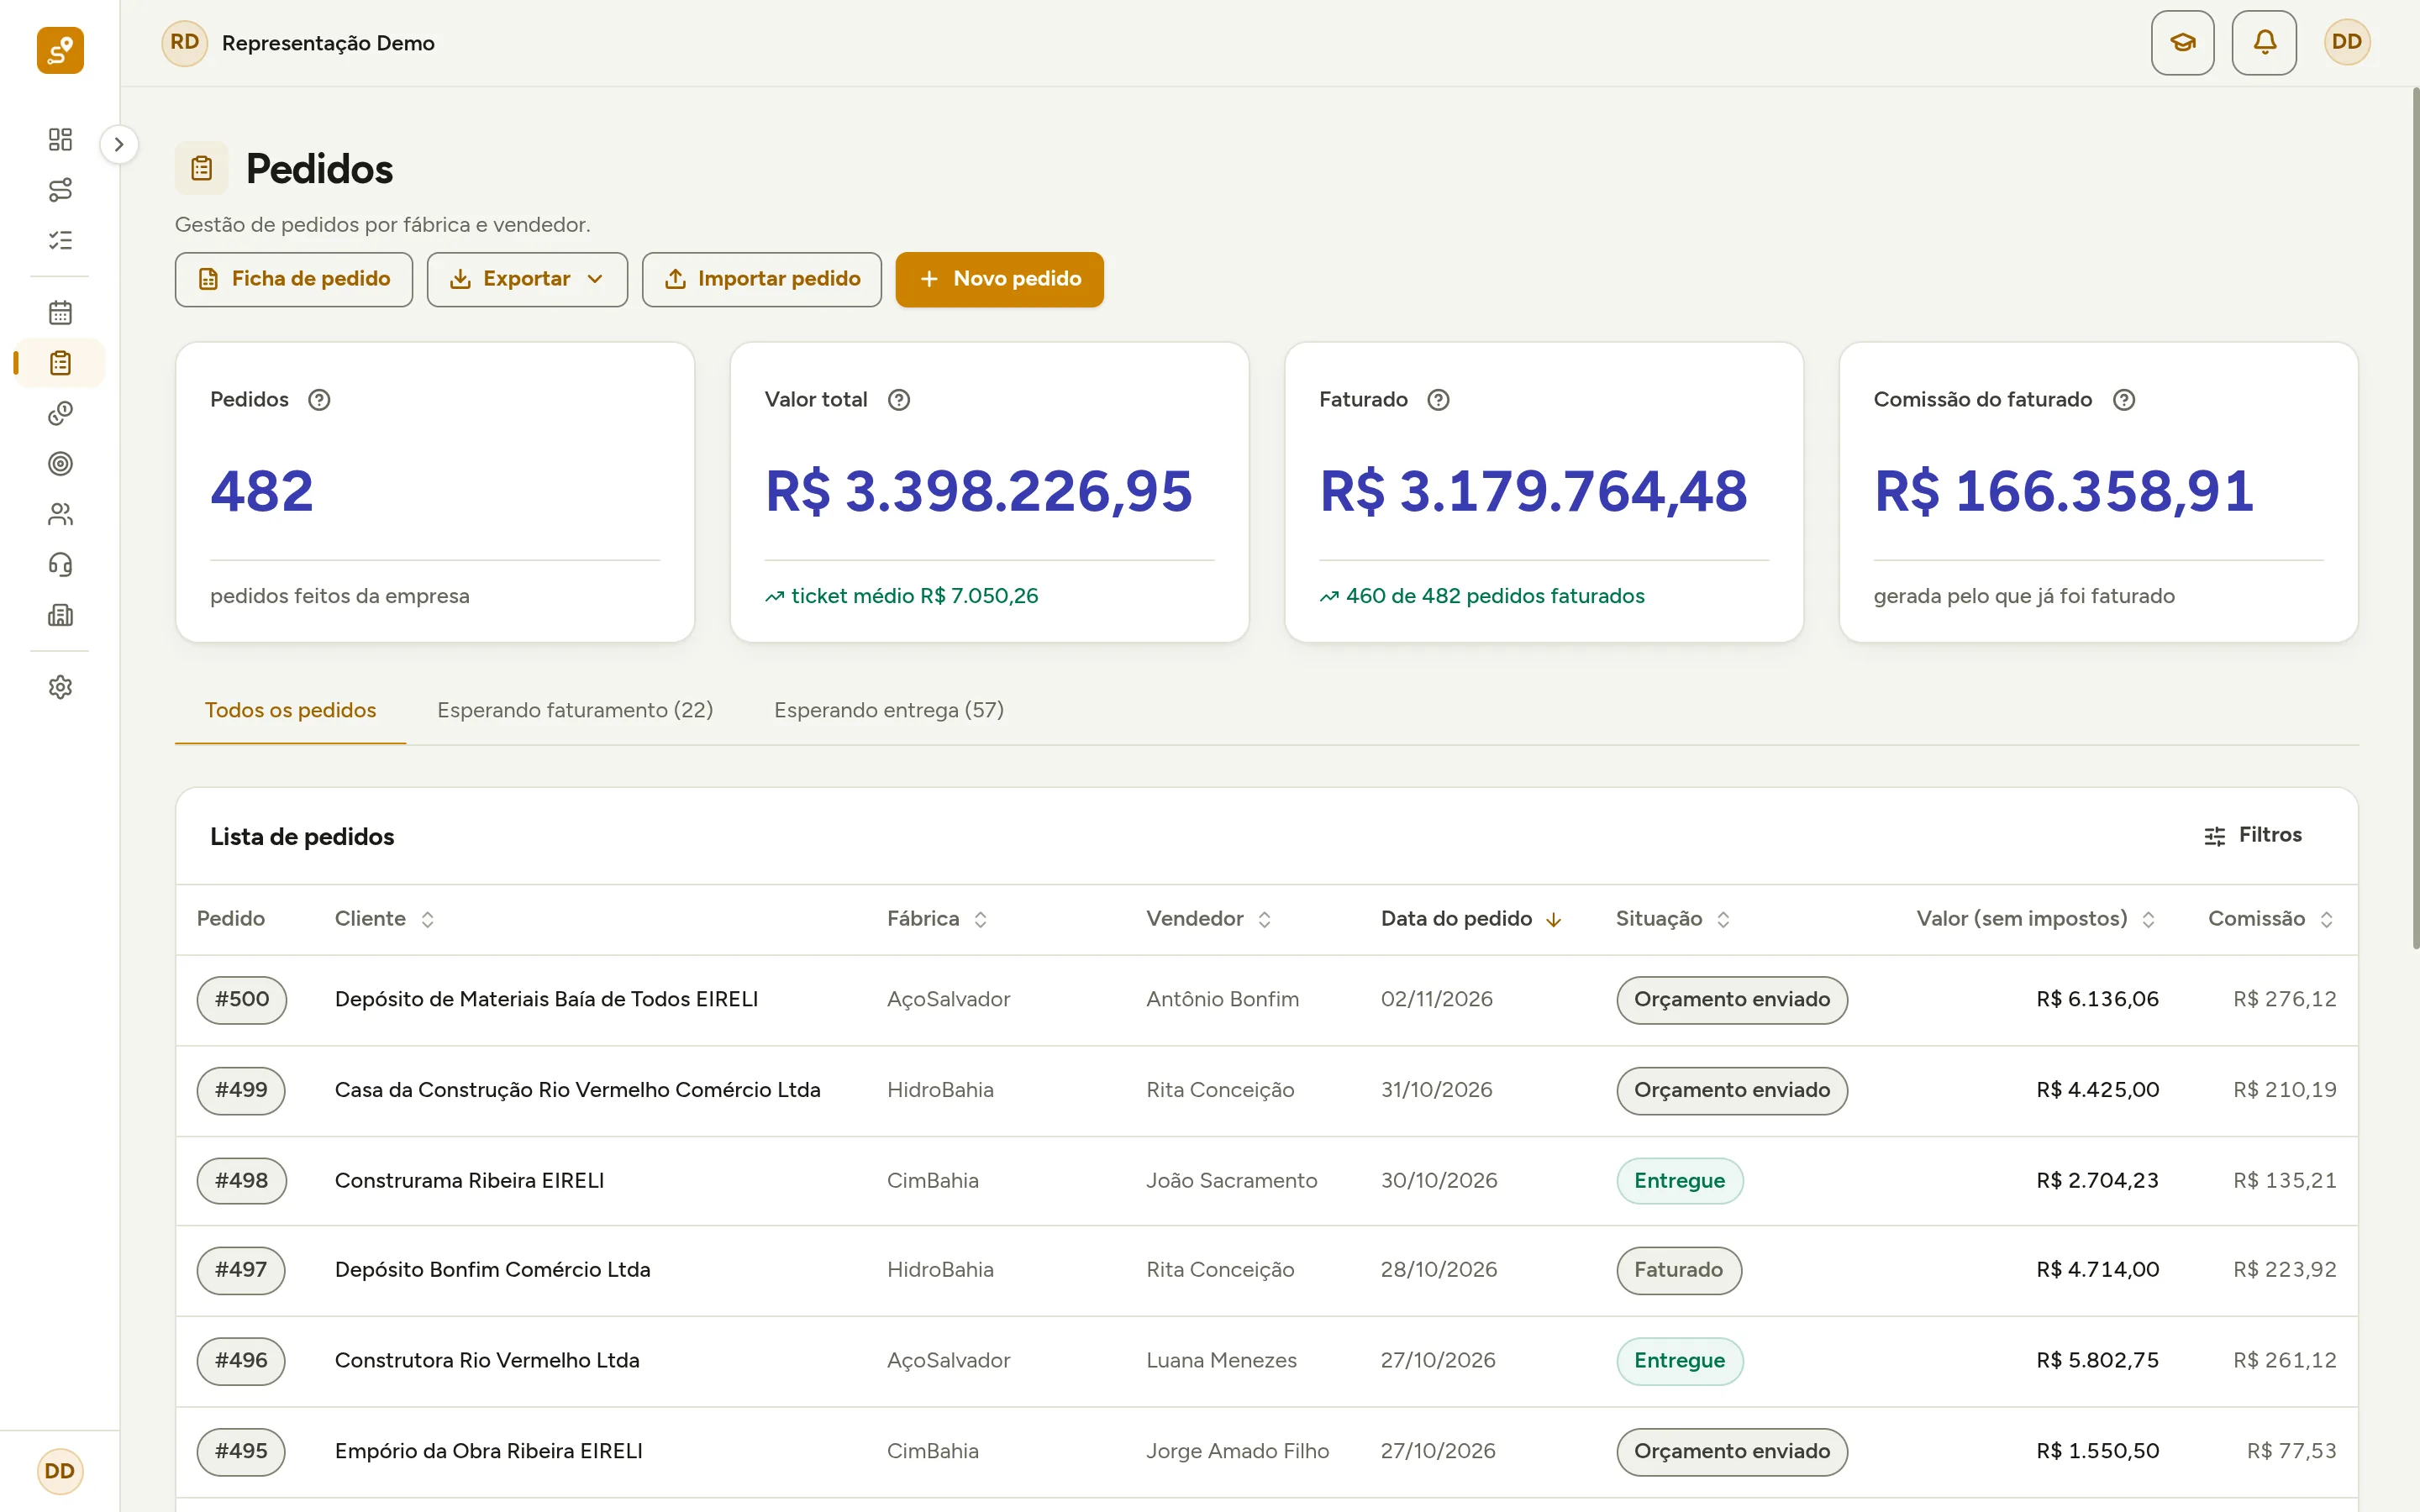 RD Representação Demo DD
Pedidos
Gestão de pedidos por fábrica e vendedor.
Ficha de pedido Exportar Importar pedido + Novo pedido
Pedidos Valor total Faturado Comissão do faturado
482 R$ 3.398.226,95 R$ 3.179.764,48 R$ 166.358,91
pedidos feitos da empresa ticket médio R$ 7.050,26 460 de 482 pedidos faturados gerada pelo que já foi faturado
Todos os pedidos Esperando faturamento (22) Esperando entrega (57)
Lista de pedidos Filtros
Pedido Cliente Fábrica Vendedor Data do pedido Situação Valor (sem impostos) Comissão
#500 Depósito de Materiais Baía de Todos EIRELI AçoSalvador Antônio Bonfim 02/11/2026 Orçamento enviado R$ 6.136,06 R$ 276,12
#499 Casa da Construção Rio Vermelho Comércio Ltda HidroBahia Rita Conceição 31/10/2026 Orçamento enviado R$ 4.425,00 R$ 210,19
#498 Construrama Ribeira EIRELI CimBahia João Sacramento 30/10/2026 Entregue R$ 2.704,23 R$ 135,21
#497 Depósito Bonfim Comércio Ltda HidroBahia Rita Conceição 28/10/2026 Faturado R$ 4.714,00 R$ 223,92
#496 Construtora Rio Vermelho Ltda AçoSalvador Luana Menezes 27/10/2026 Entregue R$ 5.802,75 R$ 261,12
#495 Empório da Obra Ribeira EIRELI CimBahia Jorge Amado Filho 27/10/2026 Orçamento enviado R$ 1.550,50 R$ 77,53
DD